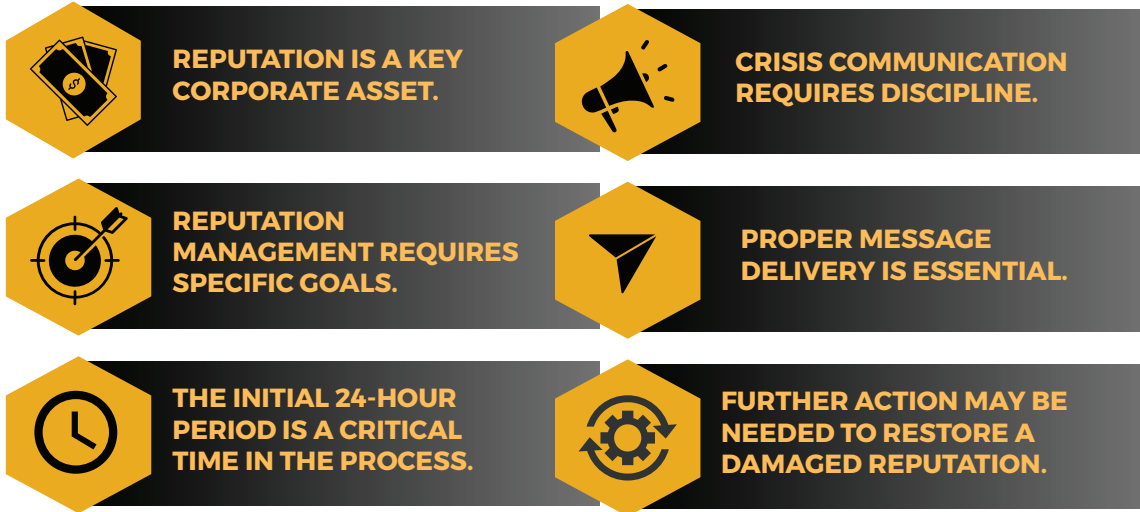 REPUTATION IS A KEY
CORPORATE ASSET.
CRISIS COMMUNICATION
REQUIRES DISCIPLINE.
REPUTATION
MANAGEMENT REQUIRES
SPECIFIC GOALS.
PROPER MESSAGE
DELIVERY IS ESSENTIAL.
THE INITIAL 24-HOUR
PERIOD IS A CRITICAL
TIME IN THE PROCESS.
FURTHER ACTION MAY BE
NEEDED TO RESTORE A
DAMAGED REPUTATION.